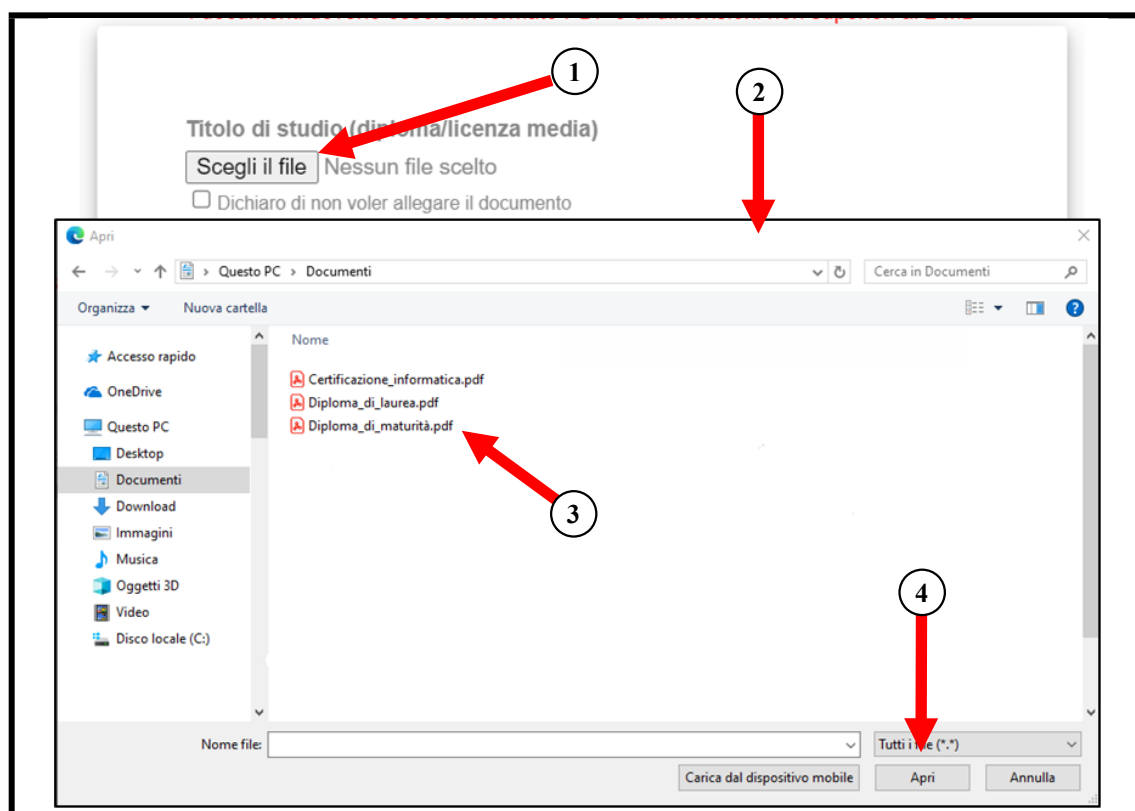 1
2
Titolo di studio (diploma/licenza media)
Scegli il file Nessun file scelto
Dichiaro di non voler allegare il documento
Apri
Questo PC > Documenti
Cerca in Documenti
Organizza Nuova cartella
Nome
Accesso rapido
OneDrive
Questo PC
Desktop
Documenti
Download
Immagini
Musica
Oggetti 3D
Video
Disco locale (C:)
Certificazione_informatica.pdf
Diploma_di_laurea.pdf
Diploma_di_maturità.pdf
3
4
Nome file:
Tutti i file (*.*)
Carica dal dispositivo mobile Apri Annulla